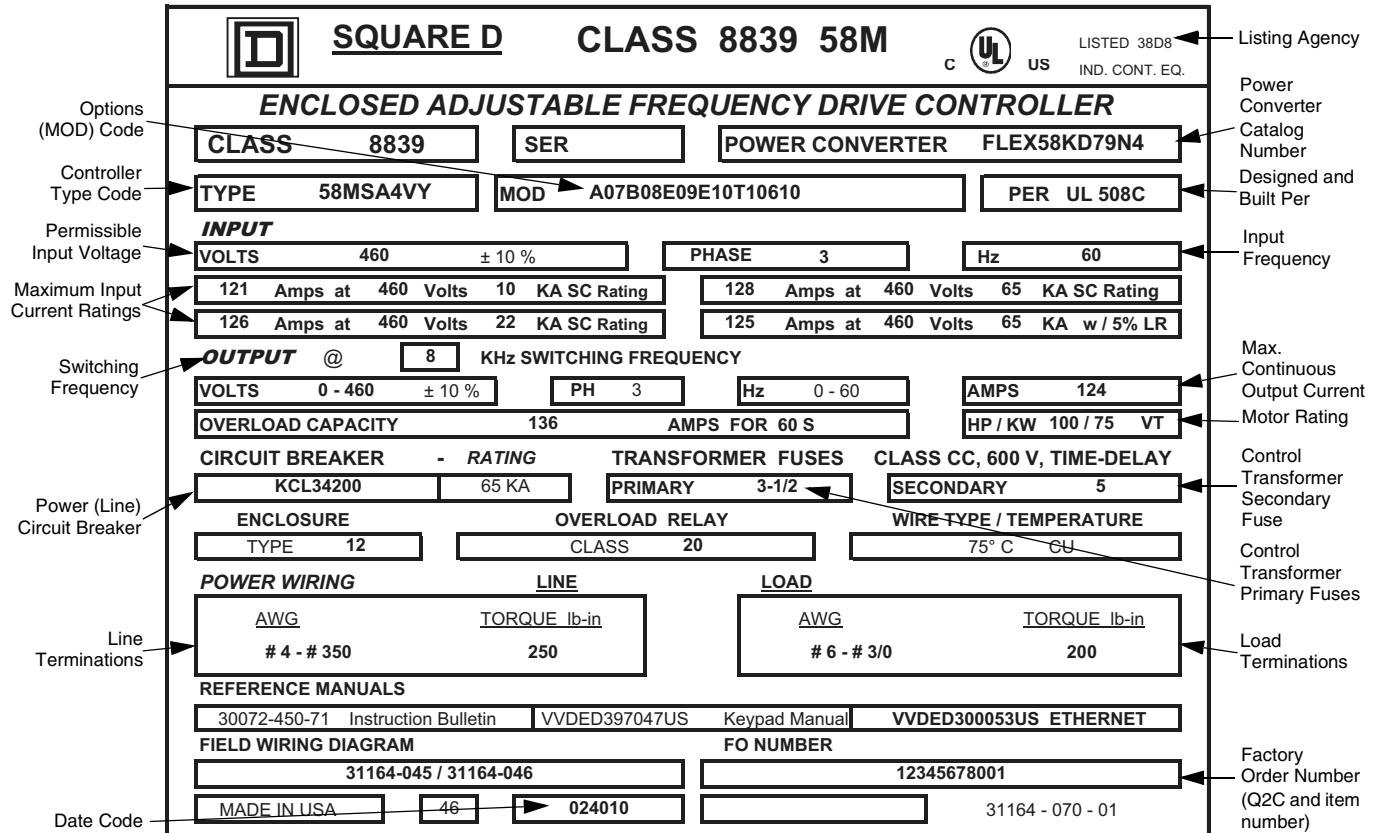 SQUARE D CLASS 8839 58M C UL ® US LISTED 38D8
IND. CONT. EQ.
Listing Agency
ENCLOSED ADJUSTABLE FREQUENCY DRIVE CONTROLLER
Options
(MOD) Code
Power
Converter
Catalog
Number
CLASS 8839 SER POWER CONVERTER FLEX58KD79N4
Controller
Type Code
TYPE 58MSA4VY MOD A07B08E09E10T10610 PER UL 508C
Designed and
Built Per
Permissible
Input Voltage
INPUT
VOLTS 460 ± 10 % PHASE 3 Hz 60
Input
Frequency
Maximum Input
Current Ratings
121 Amps at 460 Volts 10 KA SC Rating 128 Amps at 460 Volts 65 KA SC Rating
126 Amps at 460 Volts 22 KA SC Rating 125 Amps at 460 Volts 65 KA w / 5% LR
Switching
Frequency
OUTPUT @ 8 KHz SWITCHING FREQUENCY
VOLTS 0 - 460 ± 10 % PH 3 Hz 0 - 60 AMPS 124
Max.
Continuous
Output Current
OVERLOAD CAPACITY 136 AMPS FOR 60 S HP / KW 100 / 75 VT
Motor Rating
CIRCUIT BREAKER - RATING TRANSFORMER FUSES CLASS CC, 600 V, TIME-DELAY
KCL34200 65 KA PRIMARY 3-1/2 SECONDARY 5
Power (Line)
Circuit Breaker
Control
Transformer
Secondary
Fuse
ENCLOSURE OVERLOAD RELAY WIRE TYPE / TEMPERATURE
TYPE 12 CLASS 20 75° C CU
Control
Transformer
Primary Fuses
POWER WIRING LINE LOAD
AWG TORQUE lb-in AWG TORQUE lb-in
# 4 - # 350 250 # 6 - # 3/0 200
Line
Terminations
Load
Terminations
REFERENCE MANUALS
30072-450-71 Instruction Bulletin VVDED397047US Keypad Manual VVDED300053US ETHERNET
FIELD WIRING DIAGRAM FO NUMBER
31164-045 / 31164-046 12345678001
Factory
Order Number
(Q2C and item
number)
MADE IN USA 46 024010 31164 - 070 - 01
Date Code